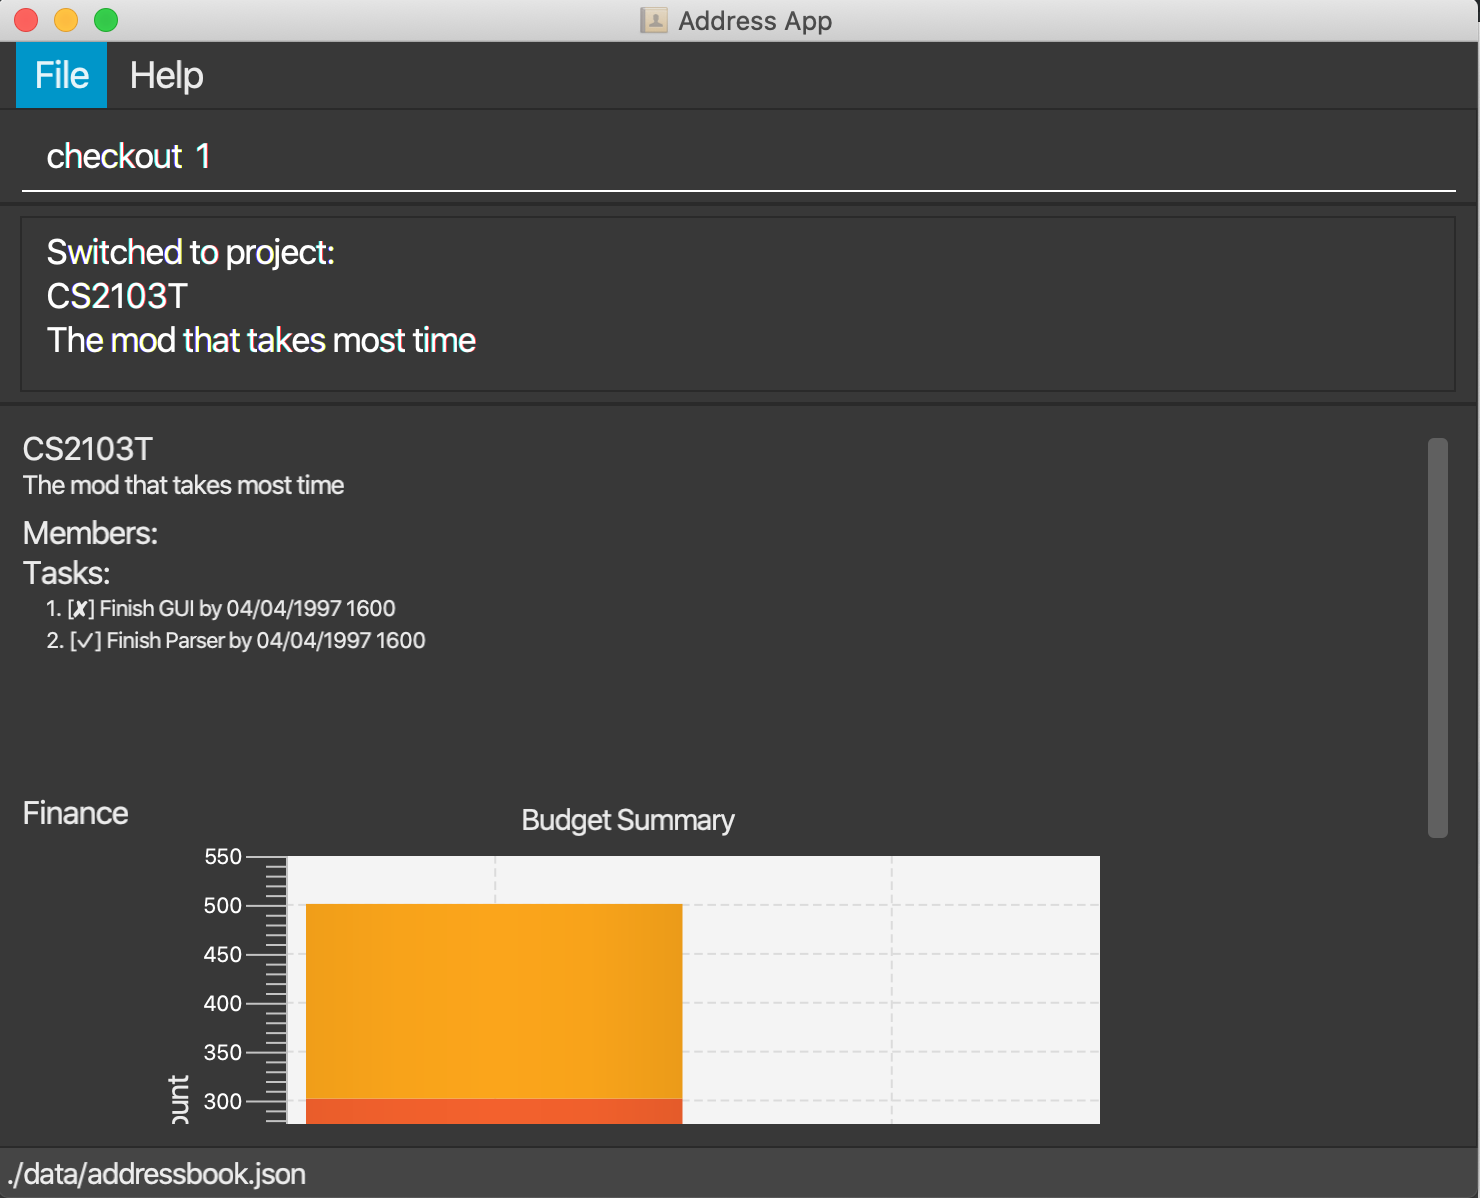 Address App
File Help
checkout 1
Switched to project:
CS2103T
The mod that takes most time
CS2103T
The mod that takes most time
Members:
Tasks:
1. [✘] Finish GUI by 04/04/1997 1600
2. [✓] Finish Parser by 04/04/1997 1600
Finance
Budget Summary
550
500
450
400
350
300
./data/addressbook.json